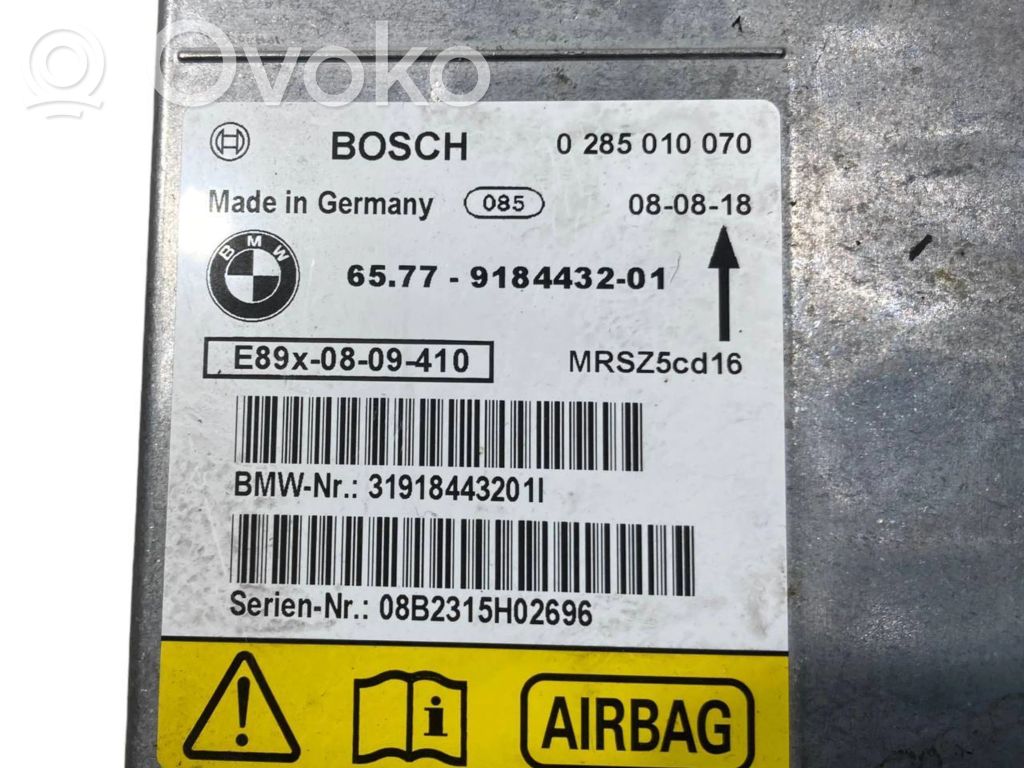 Ovoko
BOSCH 0 285 010 070
Made in Germany 085 08-08-18
BMW
65.77 - 9184432-01
E89x-08-09-410 MRSZ5cd16
BMW-Nr.: 31918443201I
Serien-Nr.: 08B2315H02696
AIRBAG